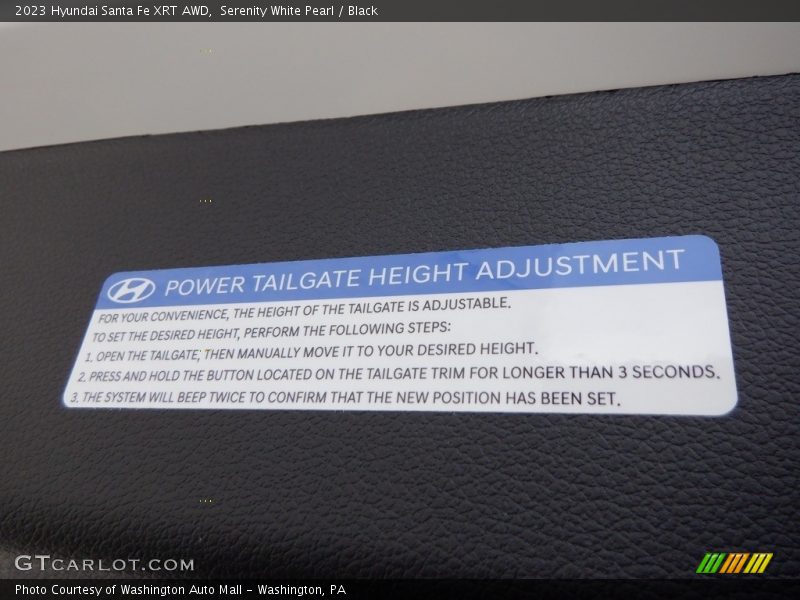 2023 Hyundai Santa Fe XRT AWD,  Serenity White Pearl / Black
POWER TAILGATE HEIGHT ADJUSTMENT
FOR YOUR CONVENIENCE, THE HEIGHT OF THE TAILGATE IS ADJUSTABLE.
TO SET THE DESIRED HEIGHT, PERFORM THE FOLLOWING STEPS:
1. OPEN THE TAILGATE, THEN MANUALLY MOVE IT TO YOUR DESIRED HEIGHT.
2. PRESS AND HOLD THE BUTTON LOCATED ON THE TAILGATE TRIM FOR LONGER THAN 3 SECONDS.
3. THE SYSTEM WILL BEEP TWICE TO CONFIRM THAT THE NEW POSITION HAS BEEN SET.
GTCARLOT.COM
Photo Courtesy of Washington Auto Mall - Washington, PA